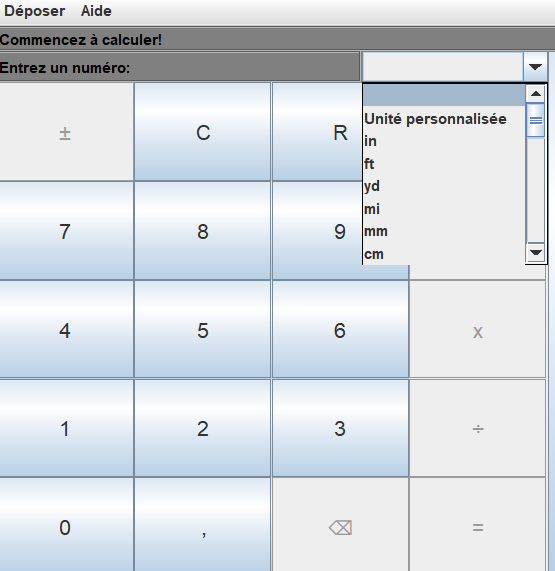 Déposer Aide
Commencez à calculer!
Entrez un numéro:
Unité personnalisée
in
ft
yd
mi
mm
cm
± C R
7 8 9
4 5 6 x
1 2 3 ÷
0 , ⌫ =